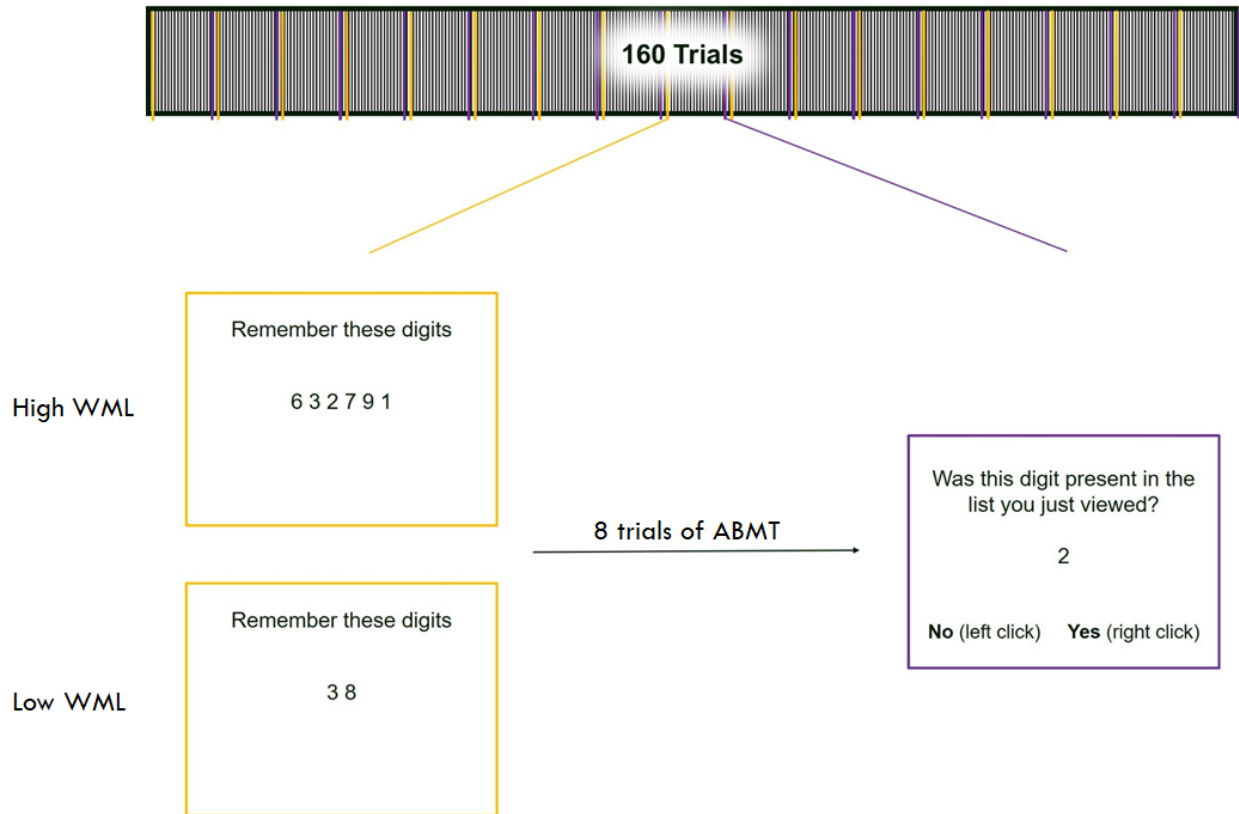 160 Trials
High WML
Remember these digits
6 3 2 7 9 1
8 trials of ABMT
Low WML
Remember these digits
3 8
Was this digit present in the
list you just viewed?
2
No (left click) Yes (right click)